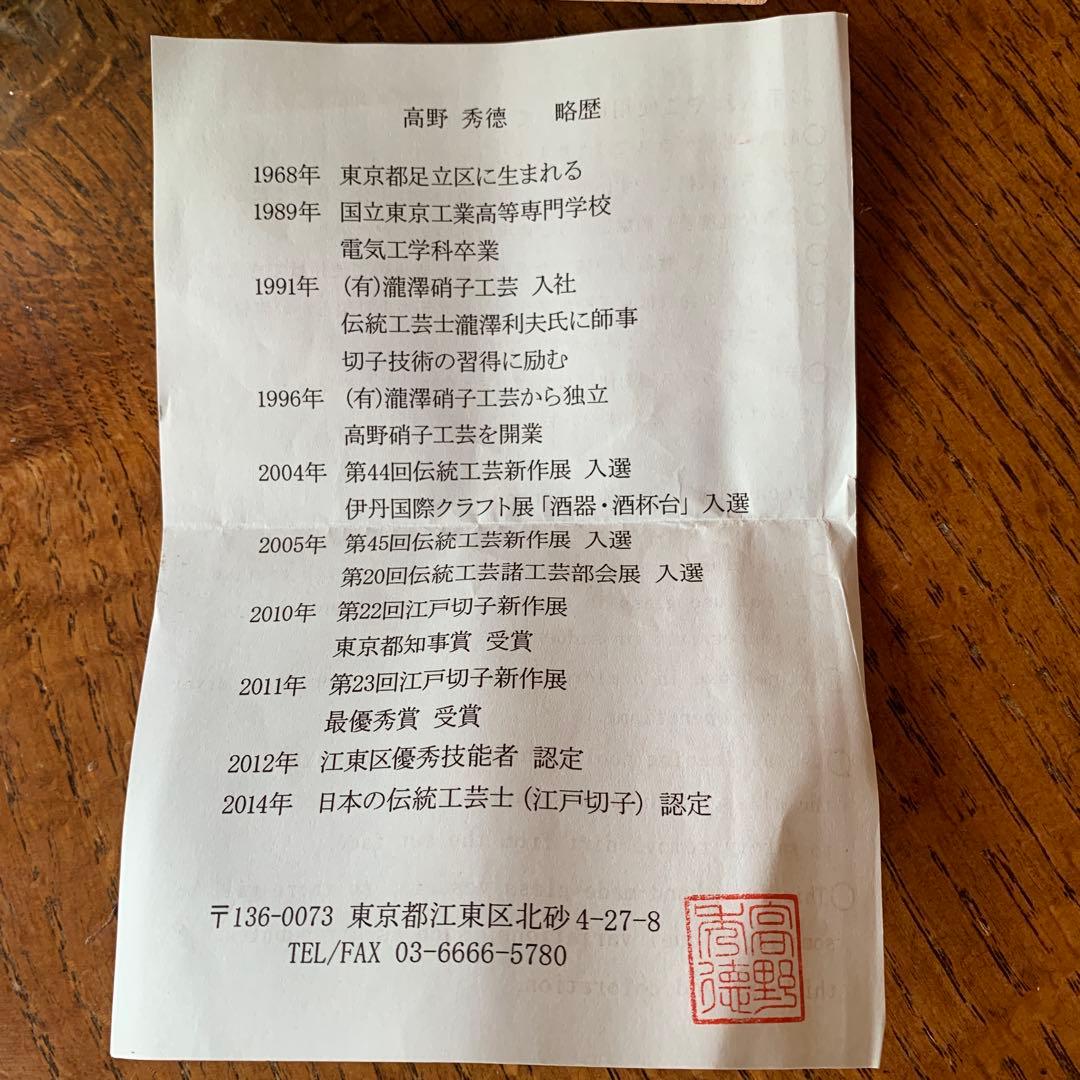 高野 秀徳 略歴
1968年 東京都足立区に生まれる
1989年 国立東京工業高等専門学校
電気工学科卒業
1991年 (有)瀧澤硝子工芸 入社
伝統工芸士瀧澤利夫氏に師事
切子技術の習得に励む
1996年 (有)瀧澤硝子工芸から独立
高野硝子工芸を開業
2004年 第44回伝統工芸新作展 入選
伊丹国際クラフト展「酒器・酒杯台」 入選
2005年 第45回伝統工芸新作展 入選
第20回伝統工芸諸工芸部会展 入選
2010年 第22回江戸切子新作展
東京都知事賞 受賞
2011年 第23回江戸切子新作展
最優秀賞 受賞
2012年 江東区優秀技能者 認定
2014年 日本の伝統工芸士(江戸切子) 認定
〒136-0073 東京都江東区北砂4-27-8
TEL/FAX 03-6666-5780
高野
秀徳